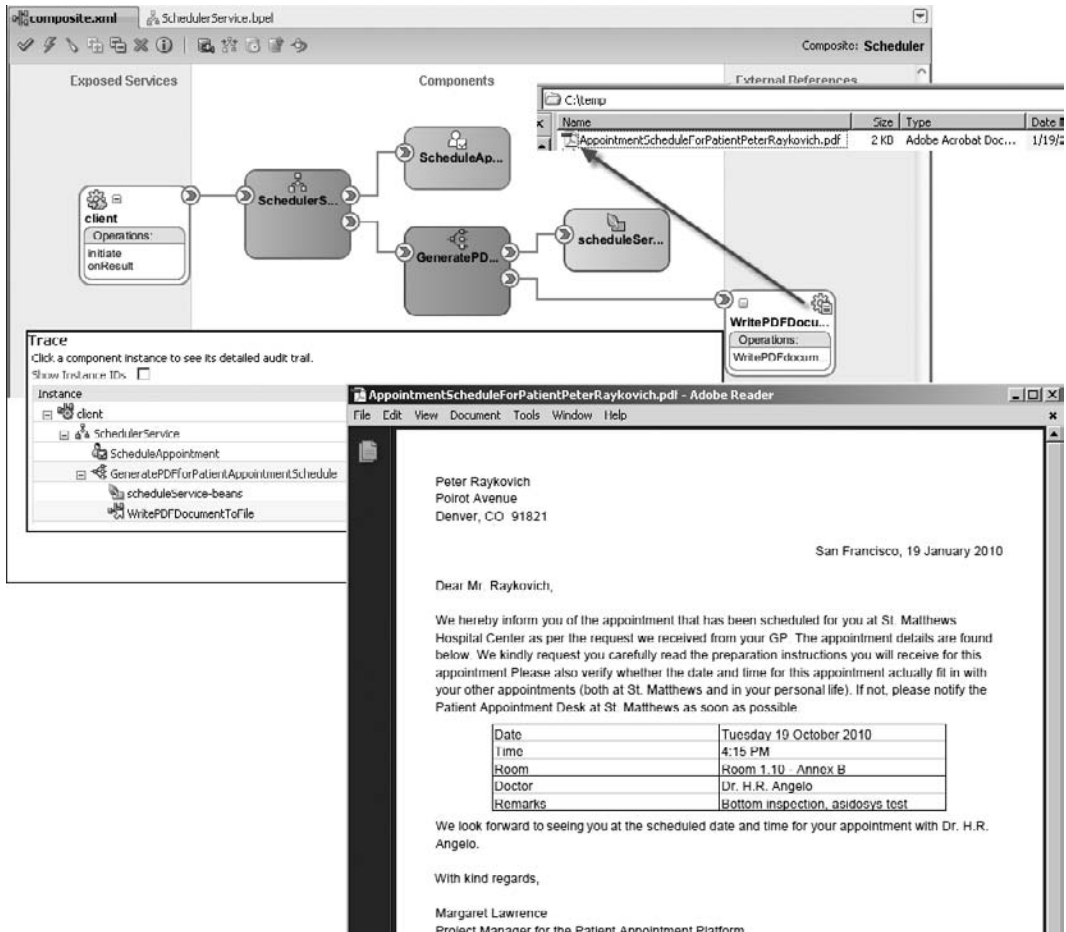 composite.xml
SchedulerService.bpel
Composite: Scheduler
Exposed Services
Components
External References
C:\temp
Name Size Type Date
AppointmentScheduleForPatientPeterRaykovich.pdf 2 KB Adobe Acrobat Doc... 1/19/2
ScheduleAp...
client
Operations:
initiate
onResult
SchedulerS...
GeneratePD...
scheduleSer...
WritePDFDocu...
Operations:
WritePDFdocum
Trace
Click a component instance to see its detailed audit trail.
Show Instance IDs
Instance
client
SchedulerService
ScheduleAppointment
GeneratePDFforPatientAppointmentSchedule
scheduleService-beans
WritePDFDocumentToFile
AppointmentScheduleForPatientPeterRaykovich.pdf - Adobe Reader
File Edit View Document Tools Window Help
Peter Raykovich
Poirot Avenue
Denver, CO 91821
San Francisco, 19 January 2010
Dear Mr. Raykovich,
We hereby inform you of the appointment that has been scheduled for you at St. Matthews
Hospital Center as per the request we received from your GP. The appointment details are found
below. We kindly request you carefully read the preparation instructions you will receive for this
appointment.Please also verify whether the date and time for this appointment actually fit in with
your other appointments (both at St. Matthews and in your personal life). If not, please notify the
Patient Appointment Desk at St. Matthews as soon as possible.
Date Tuesday 19 October 2010
Time 4:15 PM
Room Room 1.10 - Annex B
Doctor Dr. H.R. Angelo
Remarks Bottom inspection, asidosys test
We look forward to seeing you at the scheduled date and time for your appointment with Dr. H.R.
Angelo.
With kind regards,
Margaret Lawrence
Project Manager for the Patient Appointment Platform